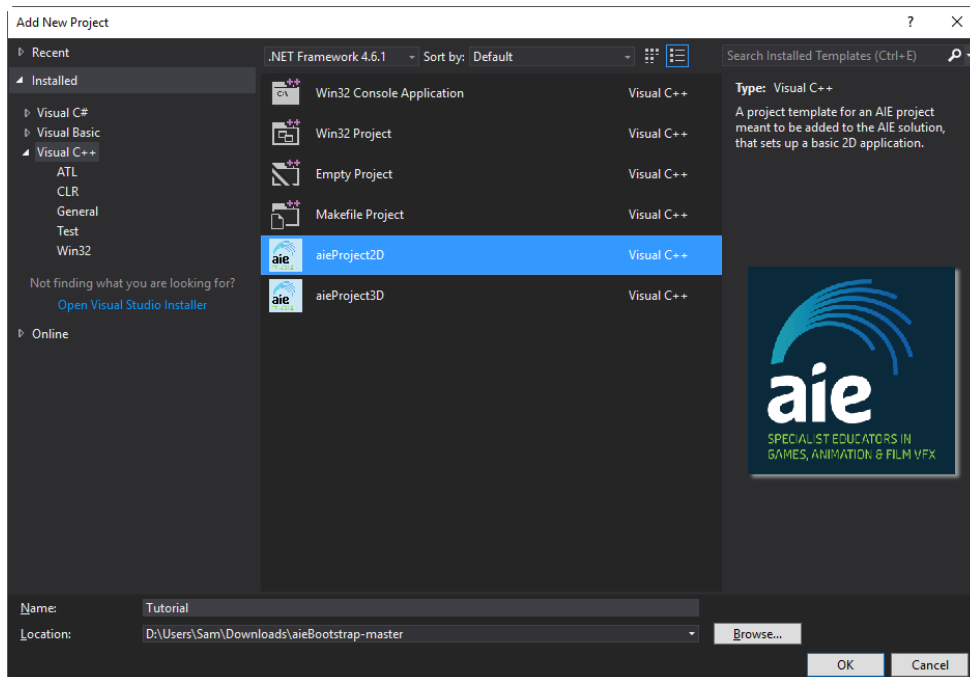 Add New Project
?
Recent
.NET Framework 4.6.1
Sort by: Default
Search Installed Templates (Ctrl+E)
Installed
Visual C#
Visual Basic
Visual C++
ATL
CLR
General
Test
Win32
Not finding what you are looking for?
Open Visual Studio Installer
Online
Win32 Console Application Visual C++
Win32 Project Visual C++
Empty Project Visual C++
Makefile Project Visual C++
aie
aieProject2D Visual C++
aie
aieProject3D Visual C++
Type: Visual C++
A project template for an AIE project
meant to be added to the AIE solution,
that sets up a basic 2D application.
aie
SPECIALIST EDUCATORS IN
GAMES, ANIMATION & FILM VFX
Name: Tutorial
Location: D:\Users\Sam\Downloads\aieBootstrap-master
Browse...
OK
Cancel